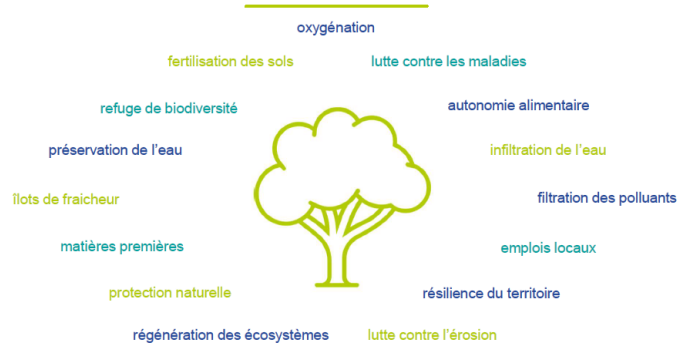 oxygénation
fertilisation des sols
lutte contre les maladies
refuge de biodiversité
autonomie alimentaire
préservation de l'eau
infiltration de l'eau
îlots de fraicheur
filtration des polluants
matières premières
emplois locaux
protection naturelle
résilience du territoire
régénération des écosystèmes
lutte contre l'érosion